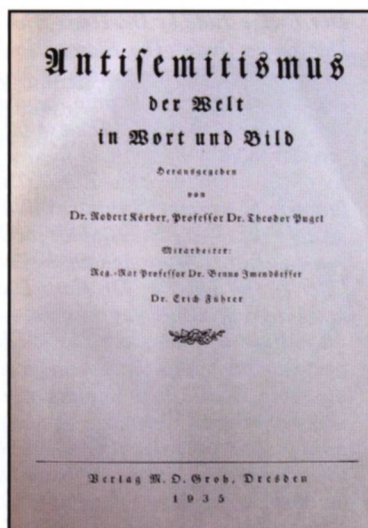 Antisemitismus
der Welt
in Wort und Bild
Herausgegeben
von
Dr. Robert Körber, Professor Dr. Theodor Pugel
Mitarbeiter:
Reg.-Rat Professor Dr. Benno Imendörffer
Dr. Erich Führer
Verlag M. O. Groh, Dresden
1935